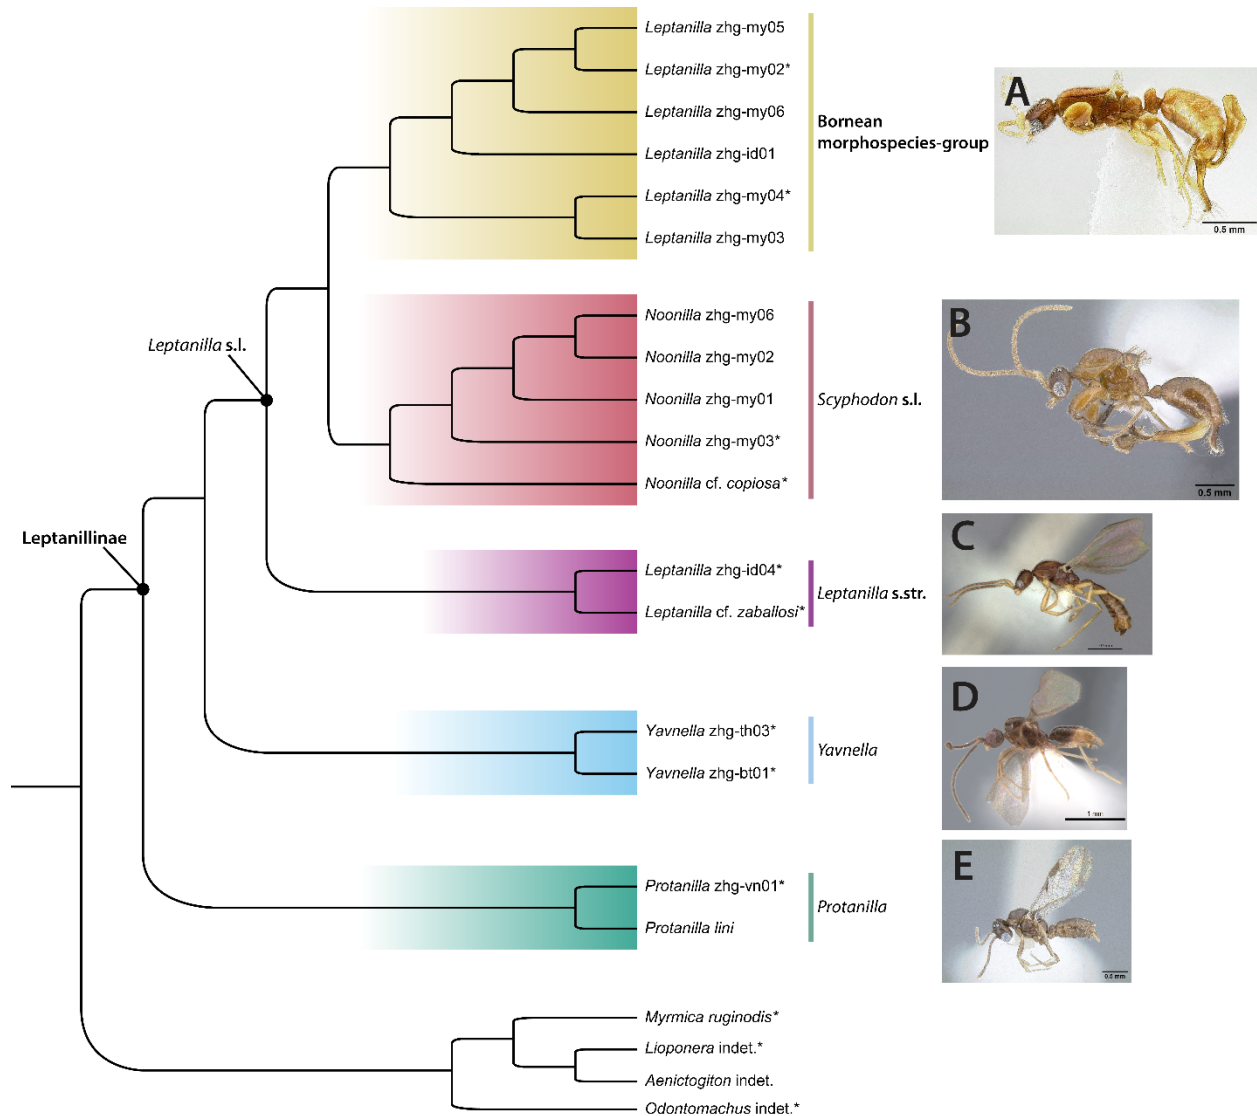 Leptanilla zhg-my05
Leptanilla zhg-my02*
Leptanilla zhg-my06
Leptanilla zhg-id01
Leptanilla zhg-my04*
Leptanilla zhg-my03
Bornean
morphospecies-group
A
0.5 mm
Noonilla zhg-my06
Noonilla zhg-my02
Noonilla zhg-my01
Noonilla zhg-my03*
Noonilla cf. copiosa*
Scyphodon s.l.
B
0.5 mm
Leptanilla s.l.
Leptanillinae
Leptanilla zhg-id04*
Leptanilla cf. zaballosi*
Leptanilla s.str.
C
Yavnella zhg-th03*
Yavnella zhg-bt01*
Yavnella
D
1 mm
Protanilla zhg-vn01*
Protanilla lini
Protanilla
E
0.5 mm
Myrmica ruginodis*
Lioponera indet.*
Aenictogiton indet.
Odontomachus indet.*